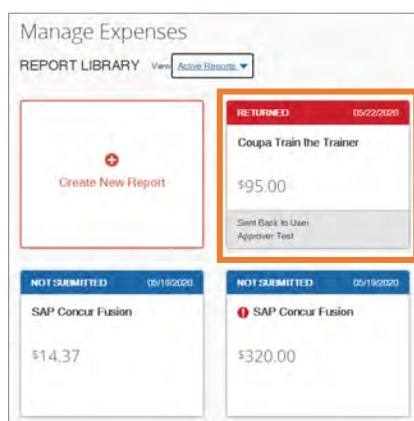 Manage Expenses
REPORT LIBRARY View: Active Reports
RETURNED 05/22/2020
Coupa Train the Trainer
Create New Report
$95.00
Sent Back to User
Approver Test
NOT SUBMITTED 05/19/2020
NOT SUBMITTED 05/19/2020
SAP Concur Fusion
SAP Concur Fusion
$14.37
$320.00